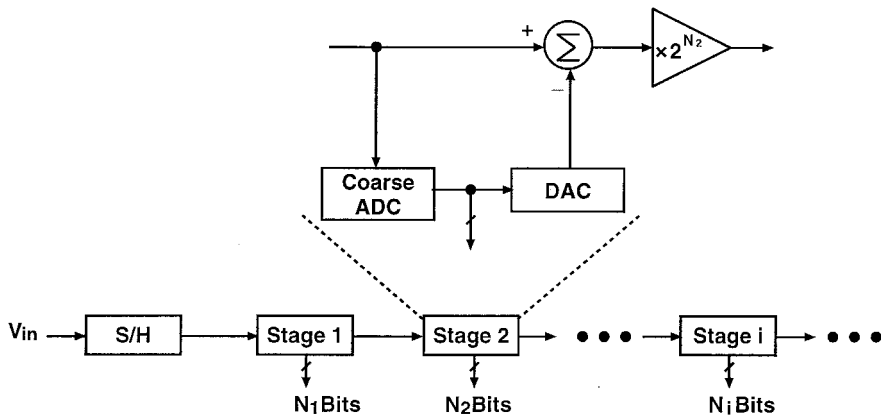 +
Σ
×2^N₂
−
Coarse
ADC
DAC
Vin
S/H
Stage 1
Stage 2
Stage i
N₁Bits
N₂Bits
NᵢBits